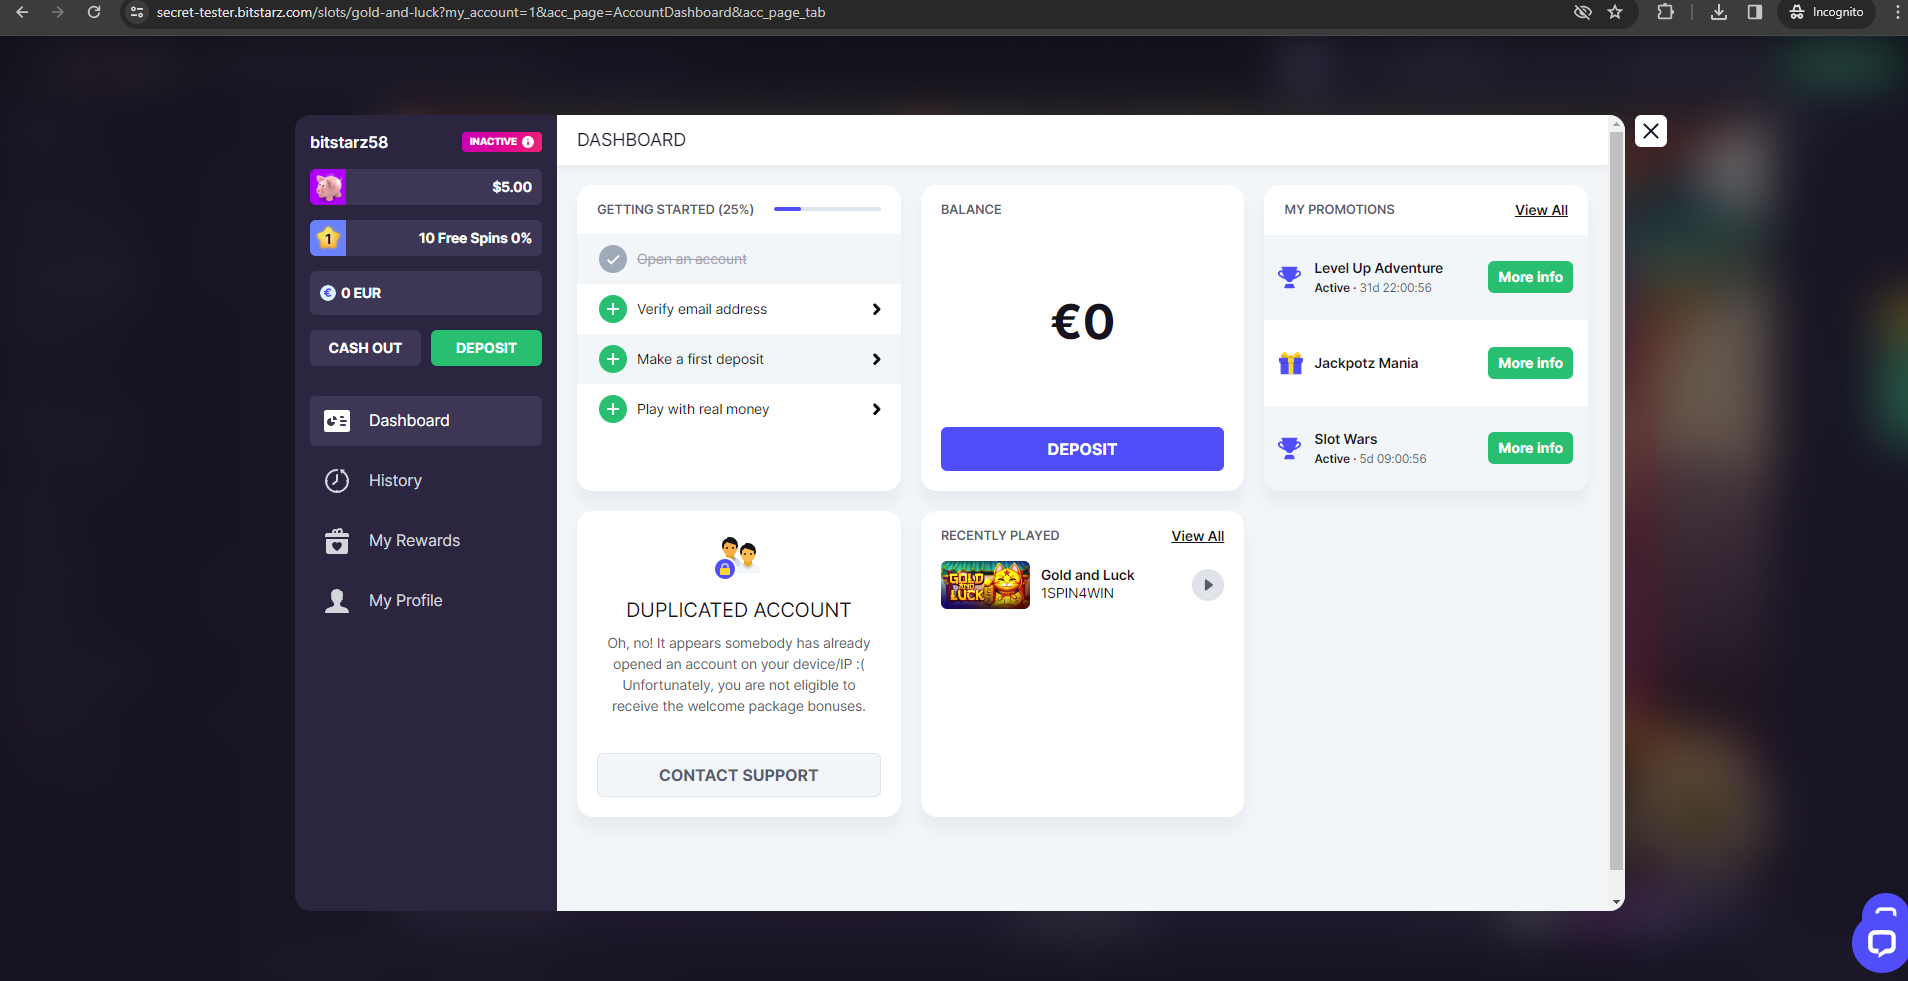 secret-tester.bitstarz.com/slots/gold-and-luck?my_account=1&acc_page=AccountDashboard&acc_page_tab
Incognito
bitstarz58
INACTIVE
$5.00
1
10 Free Spins 0%
€ 0 EUR
CASH OUT
DEPOSIT
Dashboard
History
My Rewards
My Profile
DASHBOARD
GETTING STARTED (25%)
Open an account
Verify email address
Make a first deposit
Play with real money
BALANCE
€0
DEPOSIT
MY PROMOTIONS
View All
Level Up Adventure
Active · 31d 22:00:56
More info
Jackpotz Mania
More info
Slot Wars
Active · 5d 09:00:56
More info
DUPLICATED ACCOUNT
Oh, no! It appears somebody has already
opened an account on your device/IP :(
Unfortunately, you are not eligible to
receive the welcome package bonuses.
CONTACT SUPPORT
RECENTLY PLAYED
View All
GOLD
AND
LUCK
Gold and Luck
1SPIN4WIN